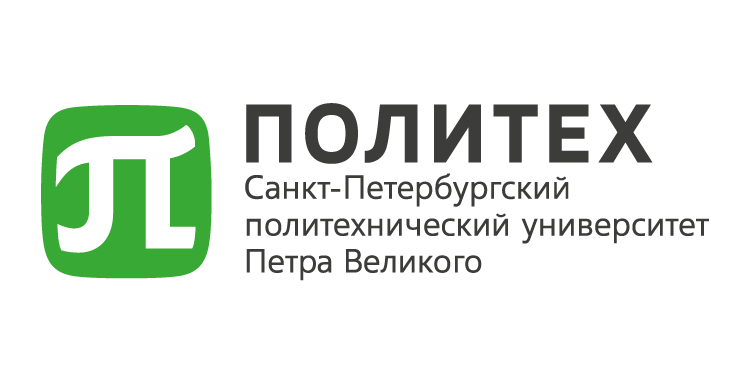 ПОЛИТЕХ
Санкт-Петербургский
политехнический университет
Петра Великого